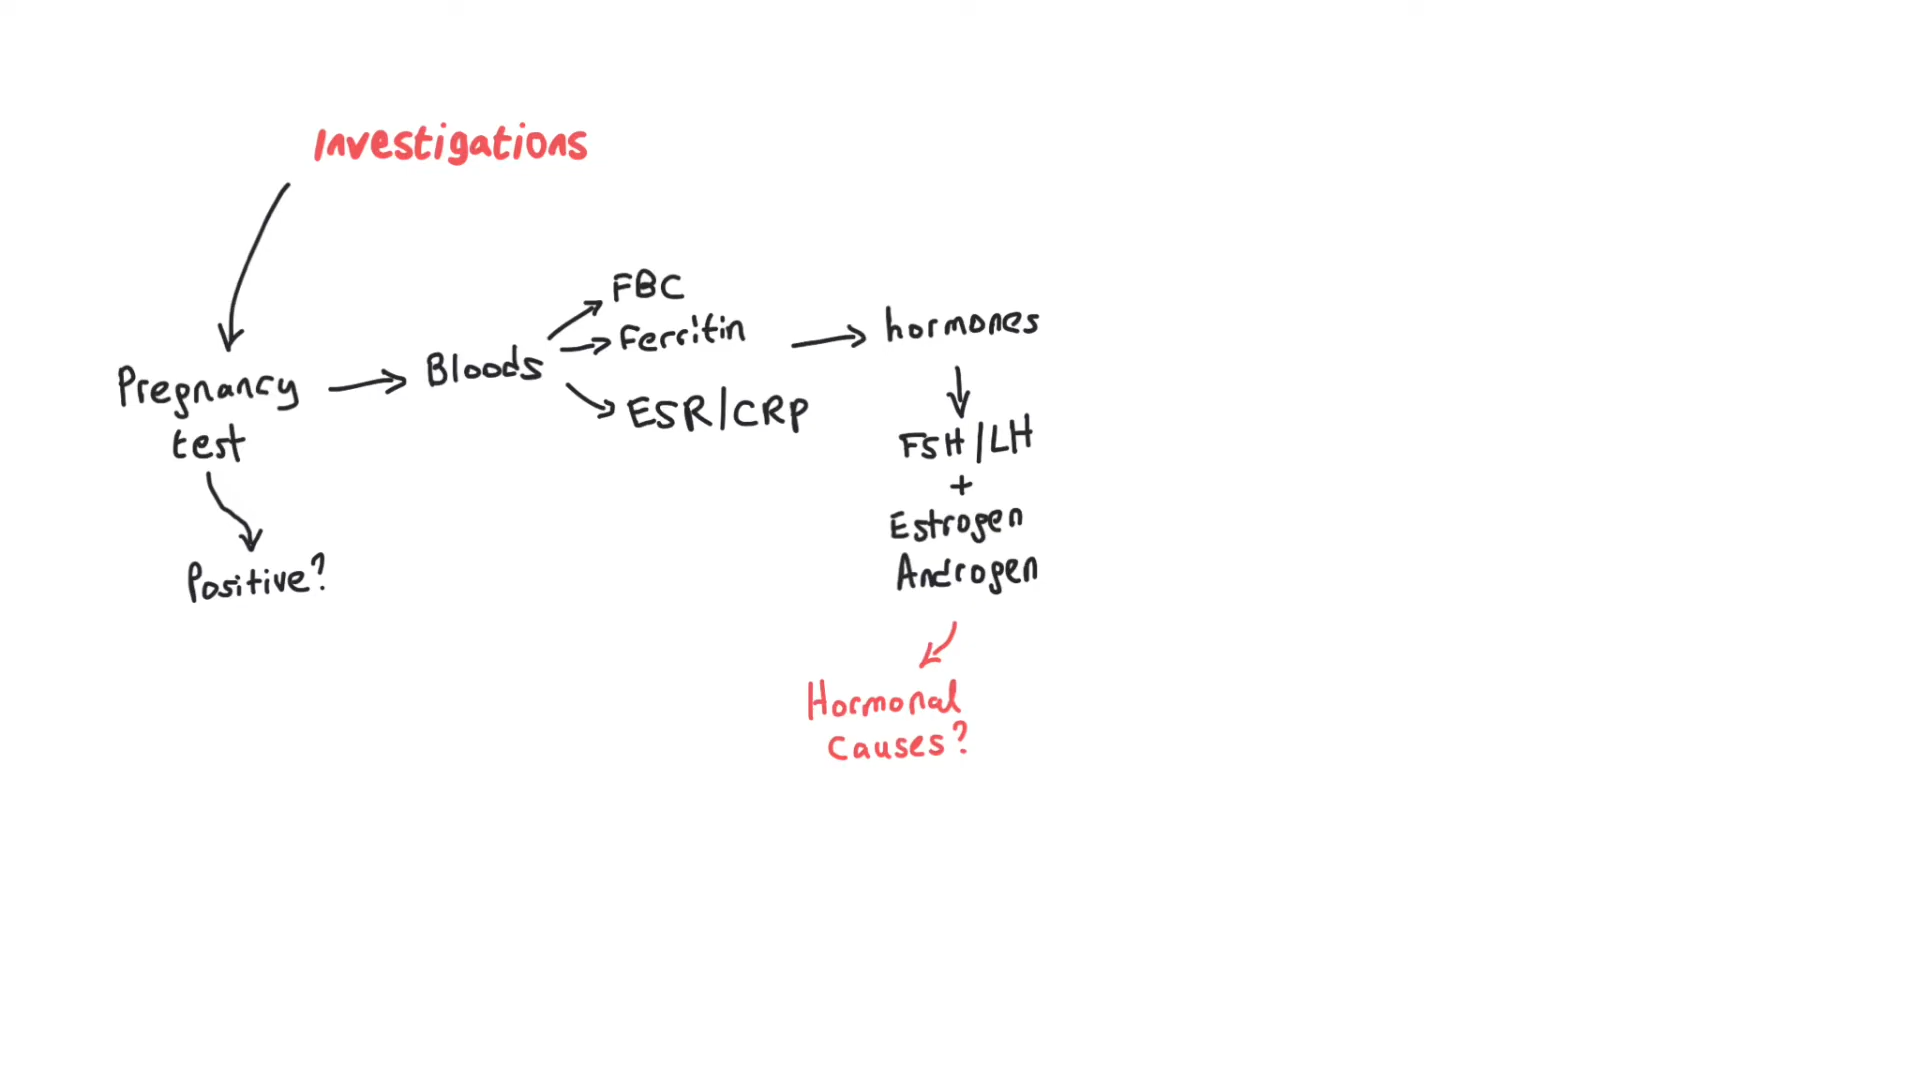 Investigations
Pregnancy
test
Positive?
Bloods
FBC
Ferritin
ESR/CRP
hormones
FSH/LH
+
Estrogen
Androgen
Hormonal
Causes?